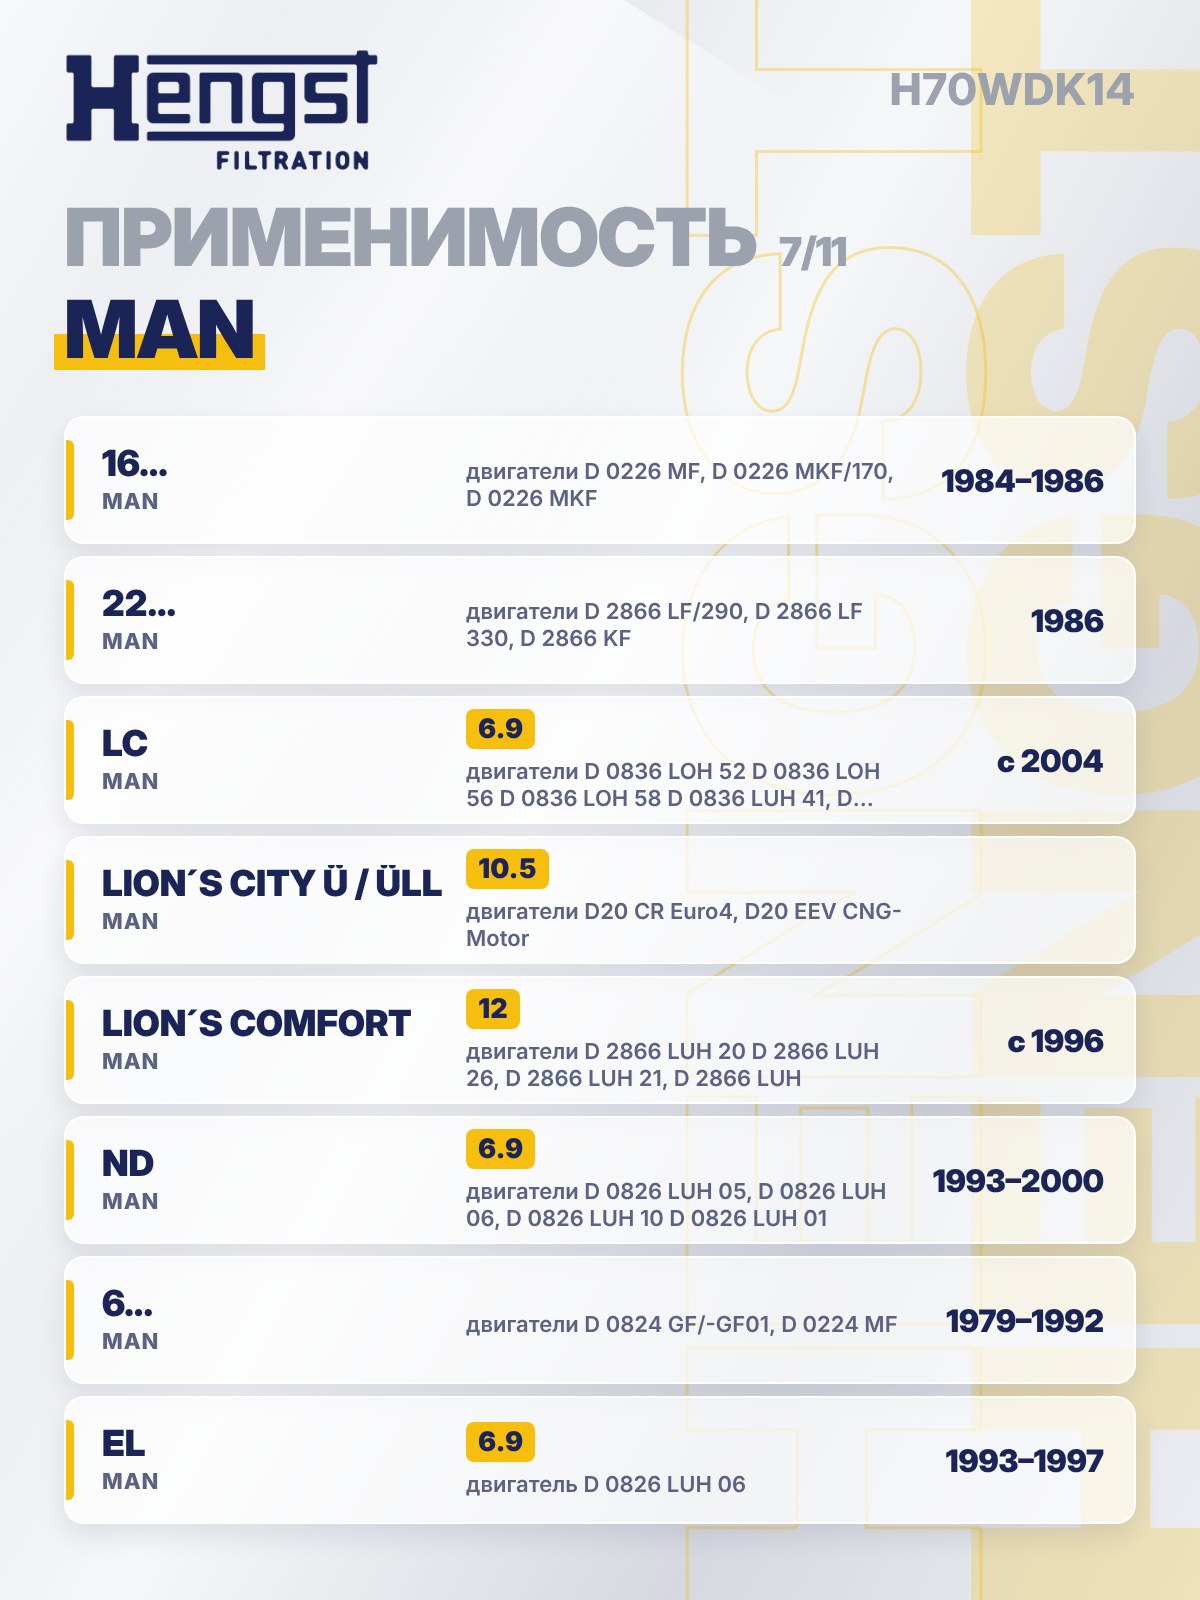 Hengst
FILTRATION
H70WDK14
ПРИМЕНИМОСТЬ 7/11
MAN
16...
MAN
двигатели D 0226 MF, D 0226 MKF/170,
D 0226 MKF
1984–1986
22...
MAN
двигатели D 2866 LF/290, D 2866 LF
330, D 2866 KF
1986
LC
MAN
6.9
двигатели D 0836 LOH 52 D 0836 LOH
56 D 0836 LOH 58 D 0836 LUH 41, D...
с 2004
LION´S CITY Ü / ÜLL
MAN
10.5
двигатели D20 CR Euro4, D20 EEV CNG-
Motor
LION´S COMFORT
MAN
12
двигатели D 2866 LUH 20 D 2866 LUH
26, D 2866 LUH 21, D 2866 LUH
с 1996
ND
MAN
6.9
двигатели D 0826 LUH 05, D 0826 LUH
06, D 0826 LUH 10 D 0826 LUH 01
1993–2000
6...
MAN
двигатели D 0824 GF/-GF01, D 0224 MF
1979–1992
EL
MAN
6.9
двигатель D 0826 LUH 06
1993–1997
HENGST
HENGST